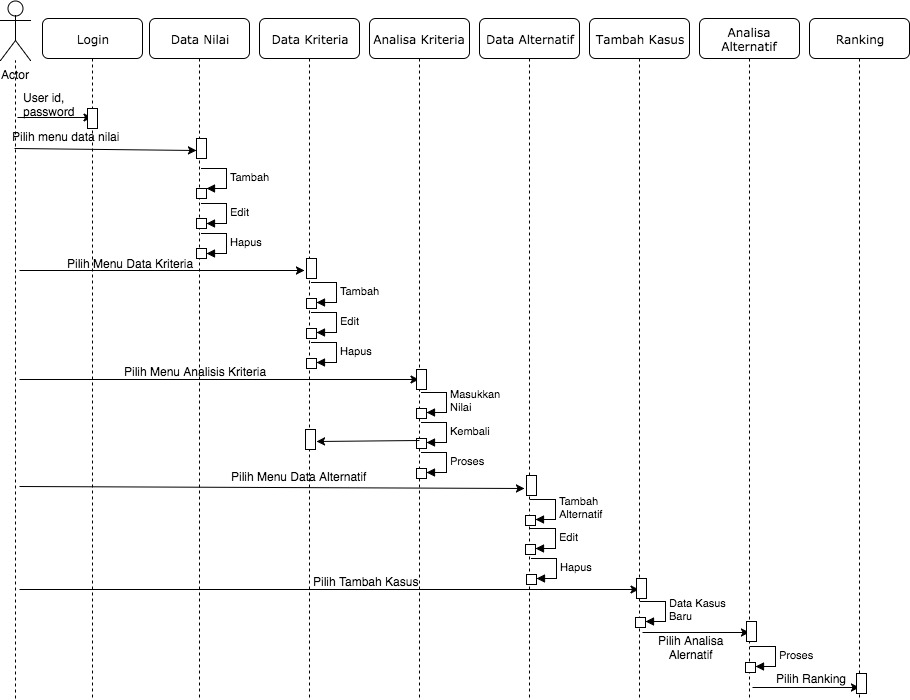 Login
Data Nilai
Data Kriteria
Analisa Kriteria
Data Alternatif
Tambah Kasus
Analisa
Alternatif
Ranking
Actor
User id,
password
Pilih menu data nilai
Tambah
Edit
Hapus
Pilih Menu Data Kriteria
Tambah
Edit
Hapus
Pilih Menu Analisis Kriteria
Masukkan
Nilai
Kembali
Proses
Pilih Menu Data Alternatif
Tambah
Alternatif
Edit
Hapus
Pilih Tambah Kasus
Data Kasus
Baru
Pilih Analisa
Alernatif
Proses
Pilih Ranking